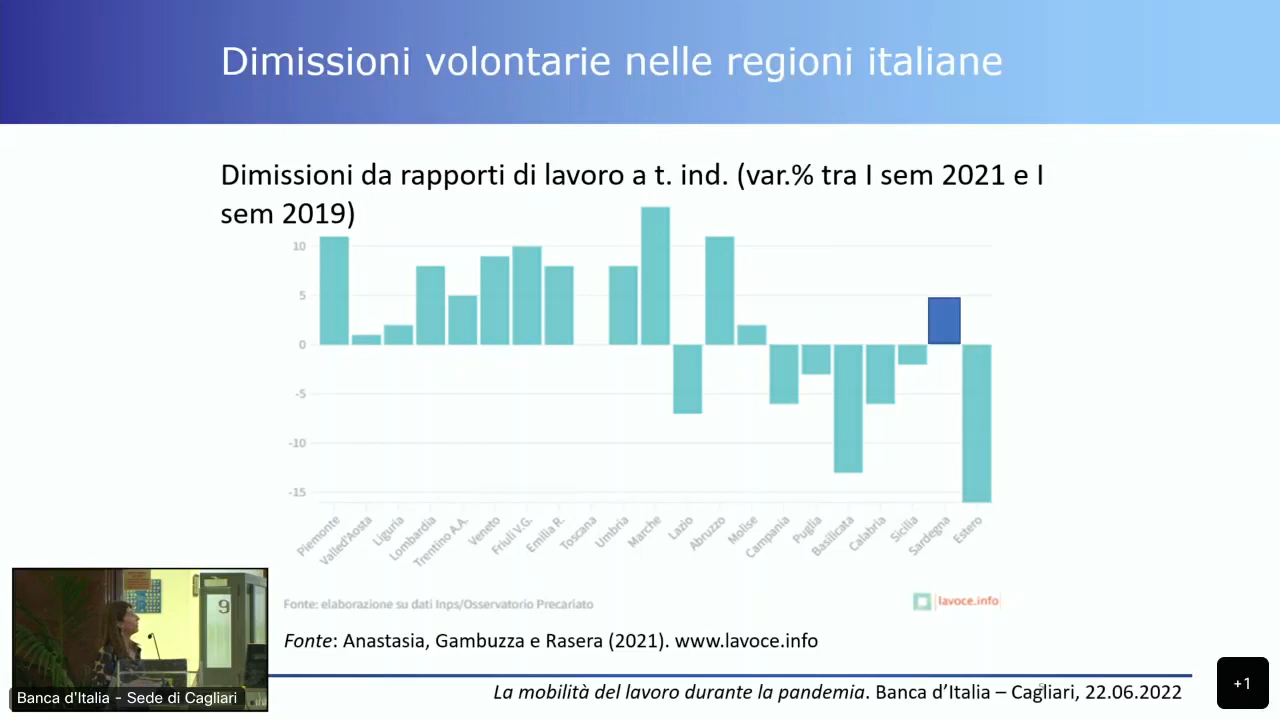 Dimissioni volontarie nelle regioni italiane
Dimissioni da rapporti di lavoro a t. ind. (var.% tra I sem 2021 e I
sem 2019)
10
5
0
-5
-10
-15
Piemonte
Valled'Aosta
Liguria
Lombardia
Trentino A.A.
Veneto
Friuli V.G.
Emilia R.
Toscana
Umbria
Marche
Lazio
Abruzzo
Molise
Campania
Puglia
Basilicata
Calabria
Sicilia
Sardegna
Estero
Fonte: elaborazione su dati Inps/Osservatorio Precariato
lavoce.info
Fonte: Anastasia, Gambuzza e Rasera (2021). www.lavoce.info
9
Banca d'Italia - Sede di Cagliari
La mobilità del lavoro durante la pandemia. Banca d’Italia – Cagliari, 22.06.2022
+1